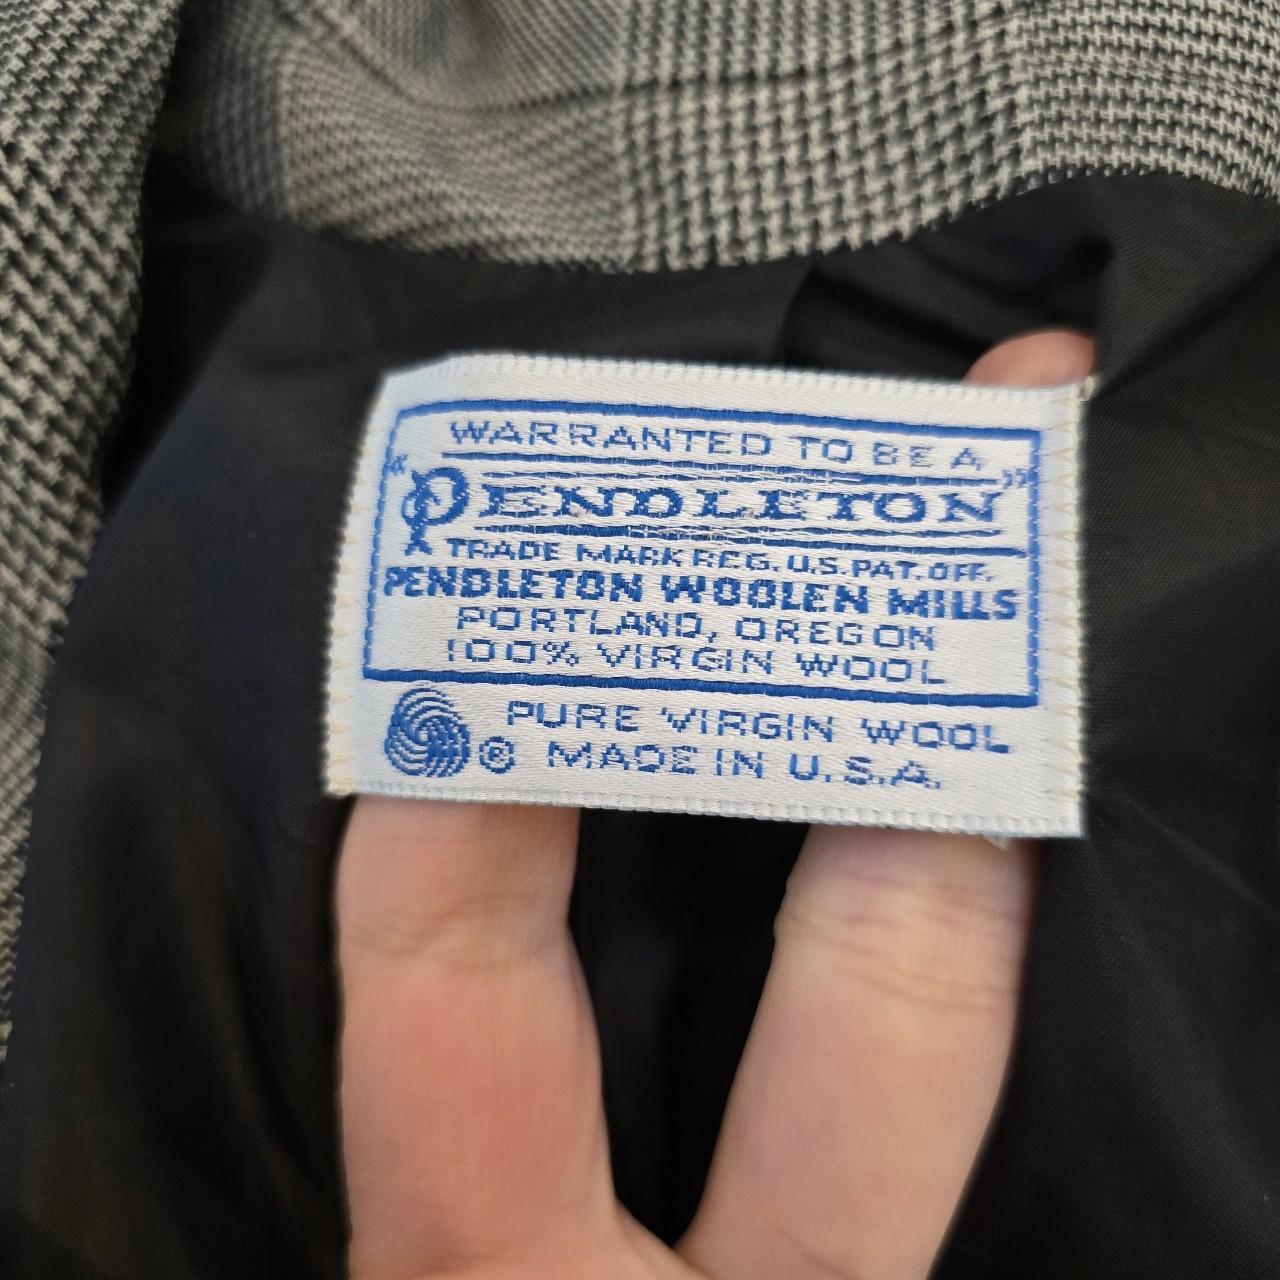 WARRANTED TO BE A
"PENDLETON"
TRADE MARK REG. U.S. PAT. OFF.
PENDLETON WOOLEN MILLS
PORTLAND, OREGON
100% VIRGIN WOOL
PURE VIRGIN WOOL
® MADE IN U.S.A.